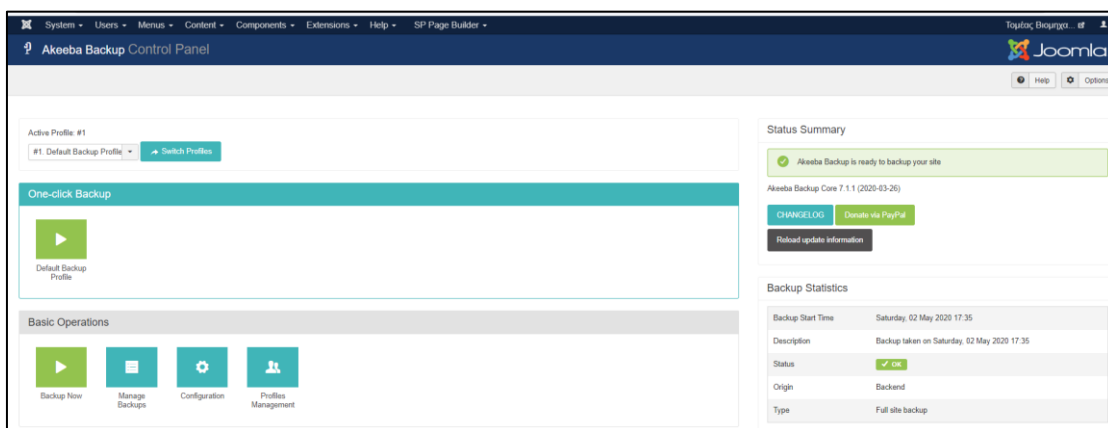 System Users Menus Content Components Extensions Help SP Page Builder Τομέας Βιομηχα...
Akeeba Backup Control Panel Joomla
Help Options
Active Profile: #1
#1. Default Backup Profile Switch Profiles
One-click Backup
Default Backup
Profile
Basic Operations
Backup Now
Manage
Backups
Configuration
Profiles
Management
Status Summary
Akeeba Backup is ready to backup your site
Akeeba Backup Core 7.1.1 (2020-03-26)
CHANGELOG Donate via PayPal
Reload update information
Backup Statistics
Backup Start Time Saturday, 02 May 2020 17:35
Description Backup taken on Saturday, 02 May 2020 17:35
Status OK
Origin Backend
Type Full site backup